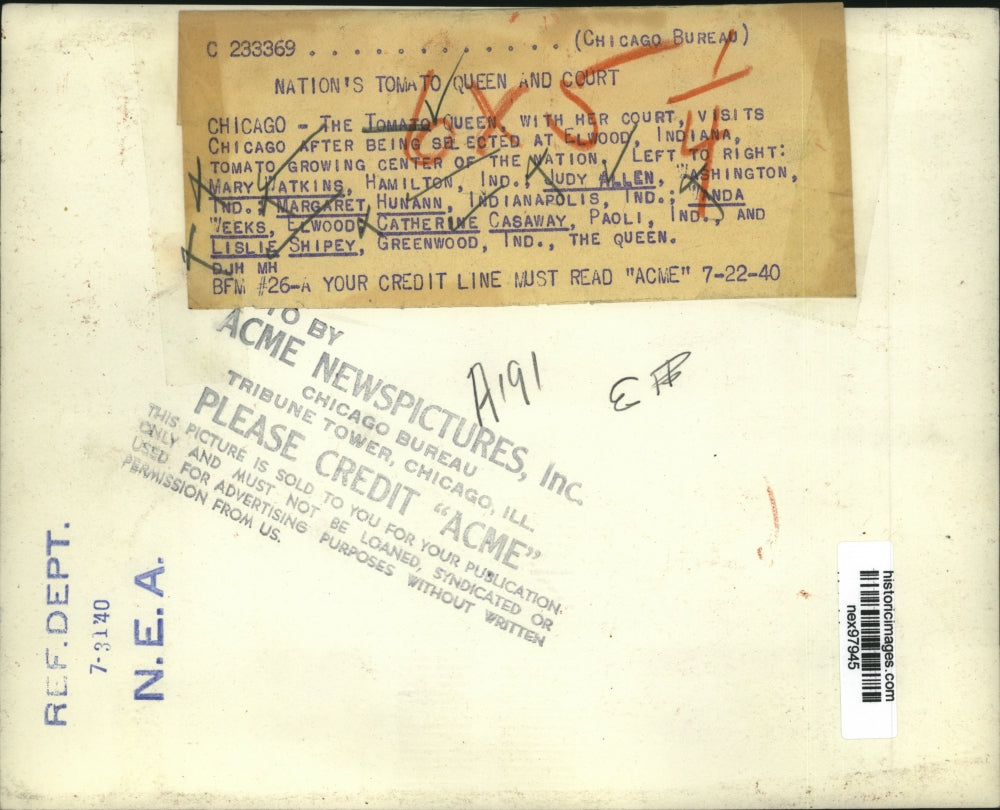 C 233369 . . . . . . . . . . . . . (CHICAGO BUREAU)
NATION'S TOMATO QUEEN AND COURT
6 x 5 1/4
CHICAGO - THE TOMATO QUEEN, WITH HER COURT, VISITS
CHICAGO AFTER BEING SELECTED AT ELWOOD, INDIANA,
TOMATO GROWING CENTER OF THE NATION. LEFT TO RIGHT:
MARY WATKINS, HAMILTON, IND., JUDY ALLEN, WASHINGTON,
IND., MARGARET HUNANN, INDIANAPOLIS, IND.,
WEEKS, ELWOOD, CATHERINE CASAWAY, PAOLI, IND., AND
LISLIE SHIPEY, GREENWOOD, IND., THE QUEEN.
DJH MH
BFM #26-A YOUR CREDIT LINE MUST READ "ACME" 7-22-40
TO BY
ACME NEWSPICTURES, Inc.
CHICAGO BUREAU
TRIBUNE TOWER, CHICAGO, ILL.
PLEASE CREDIT "ACME"
THIS PICTURE IS SOLD TO YOU FOR YOUR PUBLICATION
ONLY AND MUST NOT BE LOANED, SYNDICATED OR
USED FOR ADVERTISING PURPOSES WITHOUT WRITTEN
PERMISSION FROM US.
A191
REF. DEPT.
7-31'40
N. E. A.
historicimages.com
nex97945